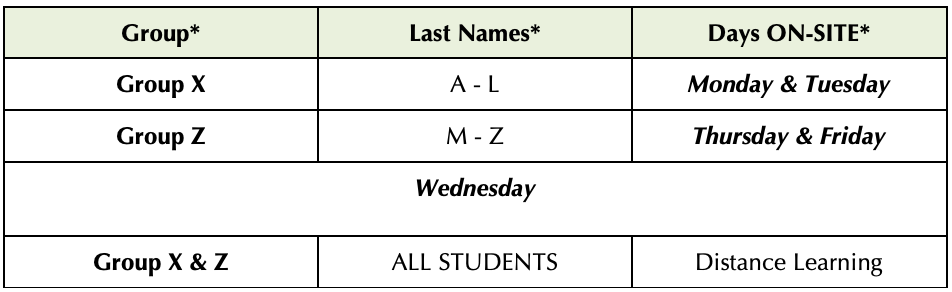 Group* Last Names* Days ON-SITE*
Group X A - L Monday & Tuesday
Group Z M - Z Thursday & Friday
Wednesday
Group X & Z ALL STUDENTS Distance Learning